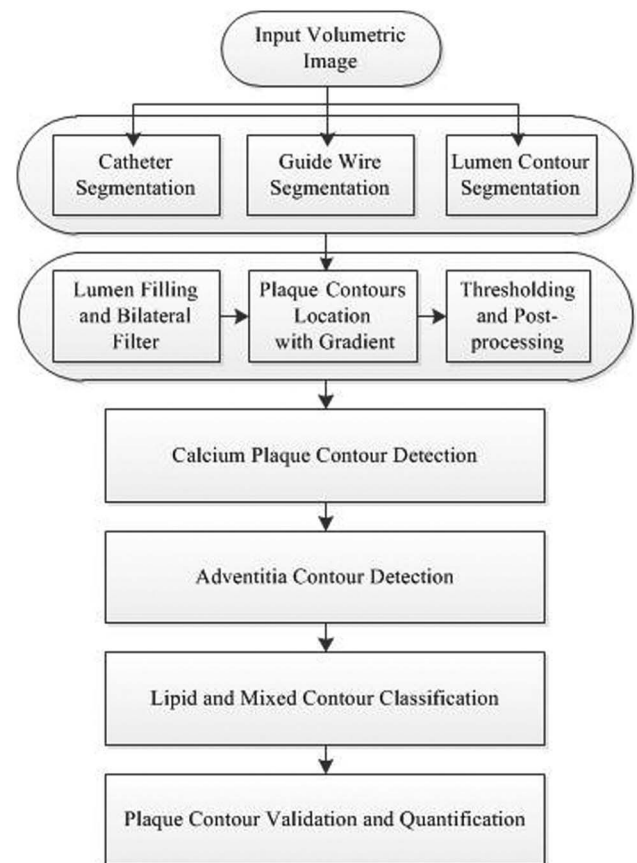 Input Volumetric
Image
Catheter
Segmentation
Guide Wire
Segmentation
Lumen Contour
Segmentation
Lumen Filling
and Bilateral
Filter
Plaque Contours
Location
with Gradient
Thresholding
and Post-
processing
Calcium Plaque Contour Detection
Adventitia Contour Detection
Lipid and Mixed Contour Classification
Plaque Contour Validation and Quantification